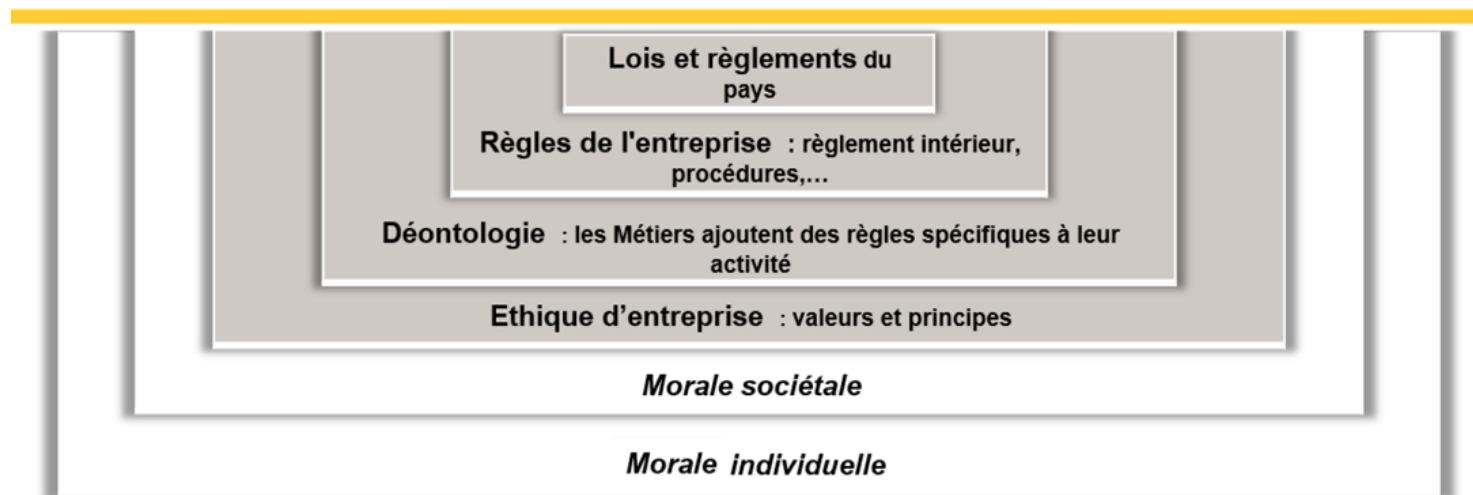 Lois et règlements du
pays
Règles de l'entreprise : règlement intérieur,
procédures,...
Déontologie : les Métiers ajoutent des règles spécifiques à leur
activité
Ethique d’entreprise : valeurs et principes
Morale sociétale
Morale individuelle